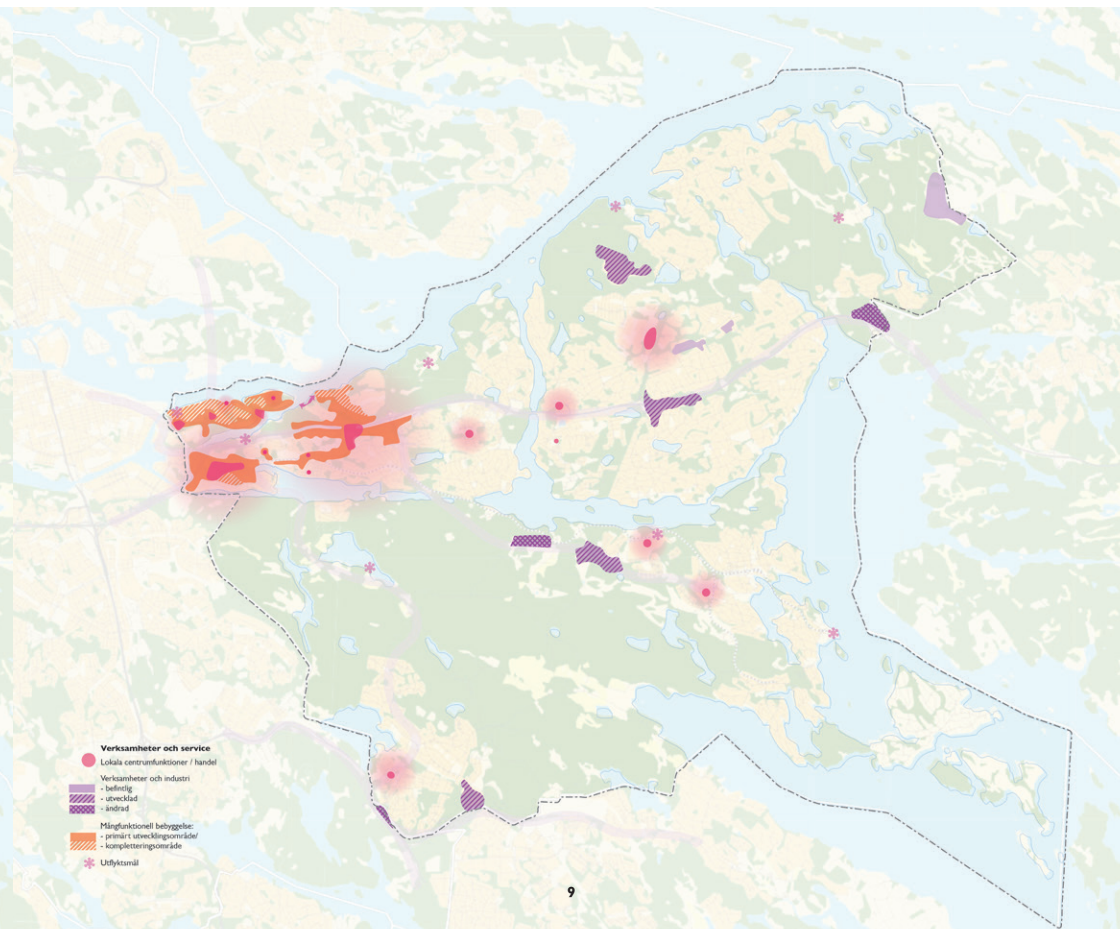 Verksamheter och service
Lokala centrumfunktioner / handel
Verksamheter och industri
- befintlig
- utvecklad
- ändrad
Mångfunktionell bebyggelse:
- primärt utvecklingsområde/
- kompletteringsområde
Utflyktsmål
9